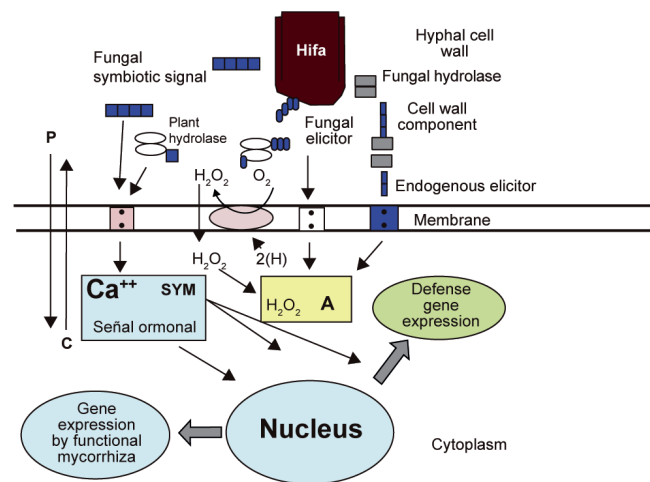 Hifa
Hyphal cell
wall
Fungal
symbiotic signal
Fungal hydrolase
Cell wall
component
Plant
hydrolase
Fungal
elicitor
P
H2O2
O2
Endogenous elicitor
Membrane
H2O2
2(H)
Ca++
SYM
Señal ormonal
H2O2
A
Defense
gene
expression
C
Gene
expression
by functional
mycorrhiza
Nucleus
Cytoplasm